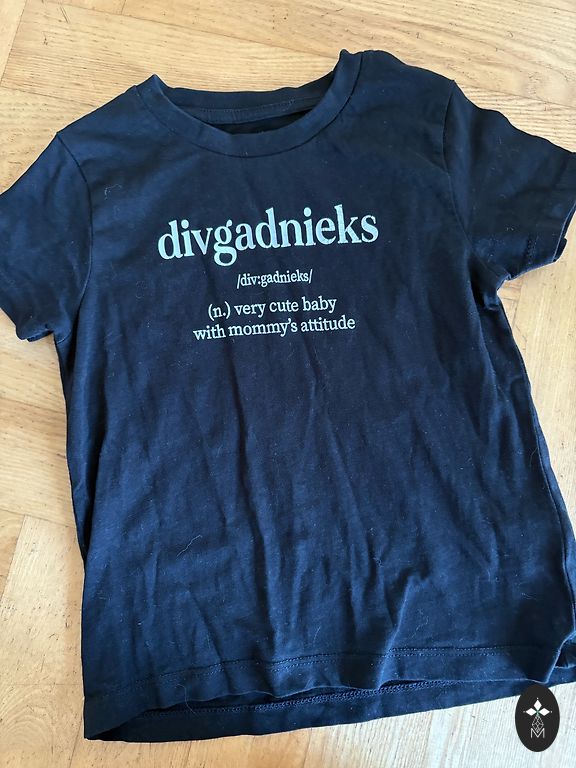 divgadnieks
/div:gadnieks/
(n.) very cute baby
with mommy's attitude
M